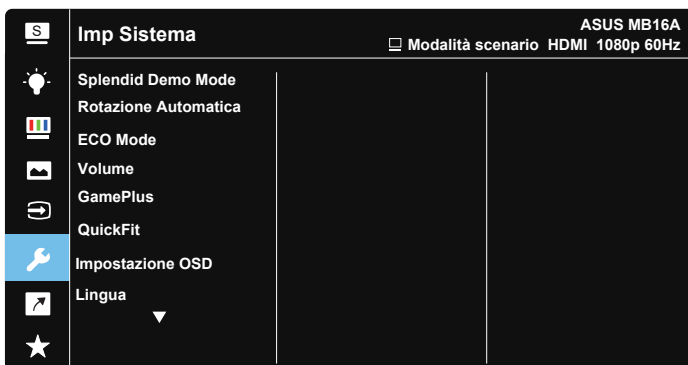 S
Imp Sistema
ASUS MB16A
Modalità scenario HDMI 1080p 60Hz
Splendid Demo Mode
Rotazione Automatica
ECO Mode
Volume
GamePlus
QuickFit
Impostazione OSD
Lingua